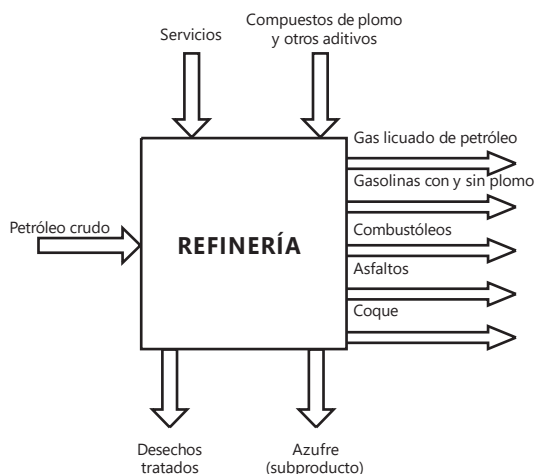 Servicios
Compuestos de plomo
y otros aditivos
Gas licuado de petróleo
Gasolinas con y sin plomo
Petróleo crudo
REFINERÍA
Combustóleos
Asfaltos
Coque
Desechos
tratados
Azufre
(subproducto)